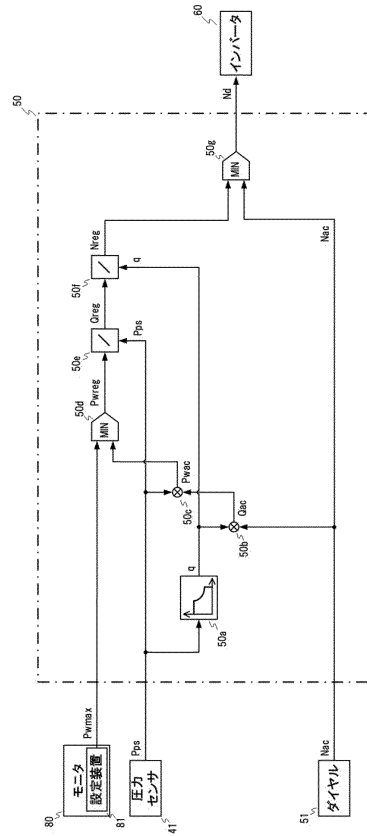 50
80
モニタ
設定装置
81
Pwmax
圧力
センサ
41
Pps
51
ダイヤル
Nac
50a
q
50b
Qac
50c
Pwac
MIN
50d
Pwreg
50e
Pps
Qreg
50f
q
Nreg
Nac
MIN
50g
Nd
60
インバータ